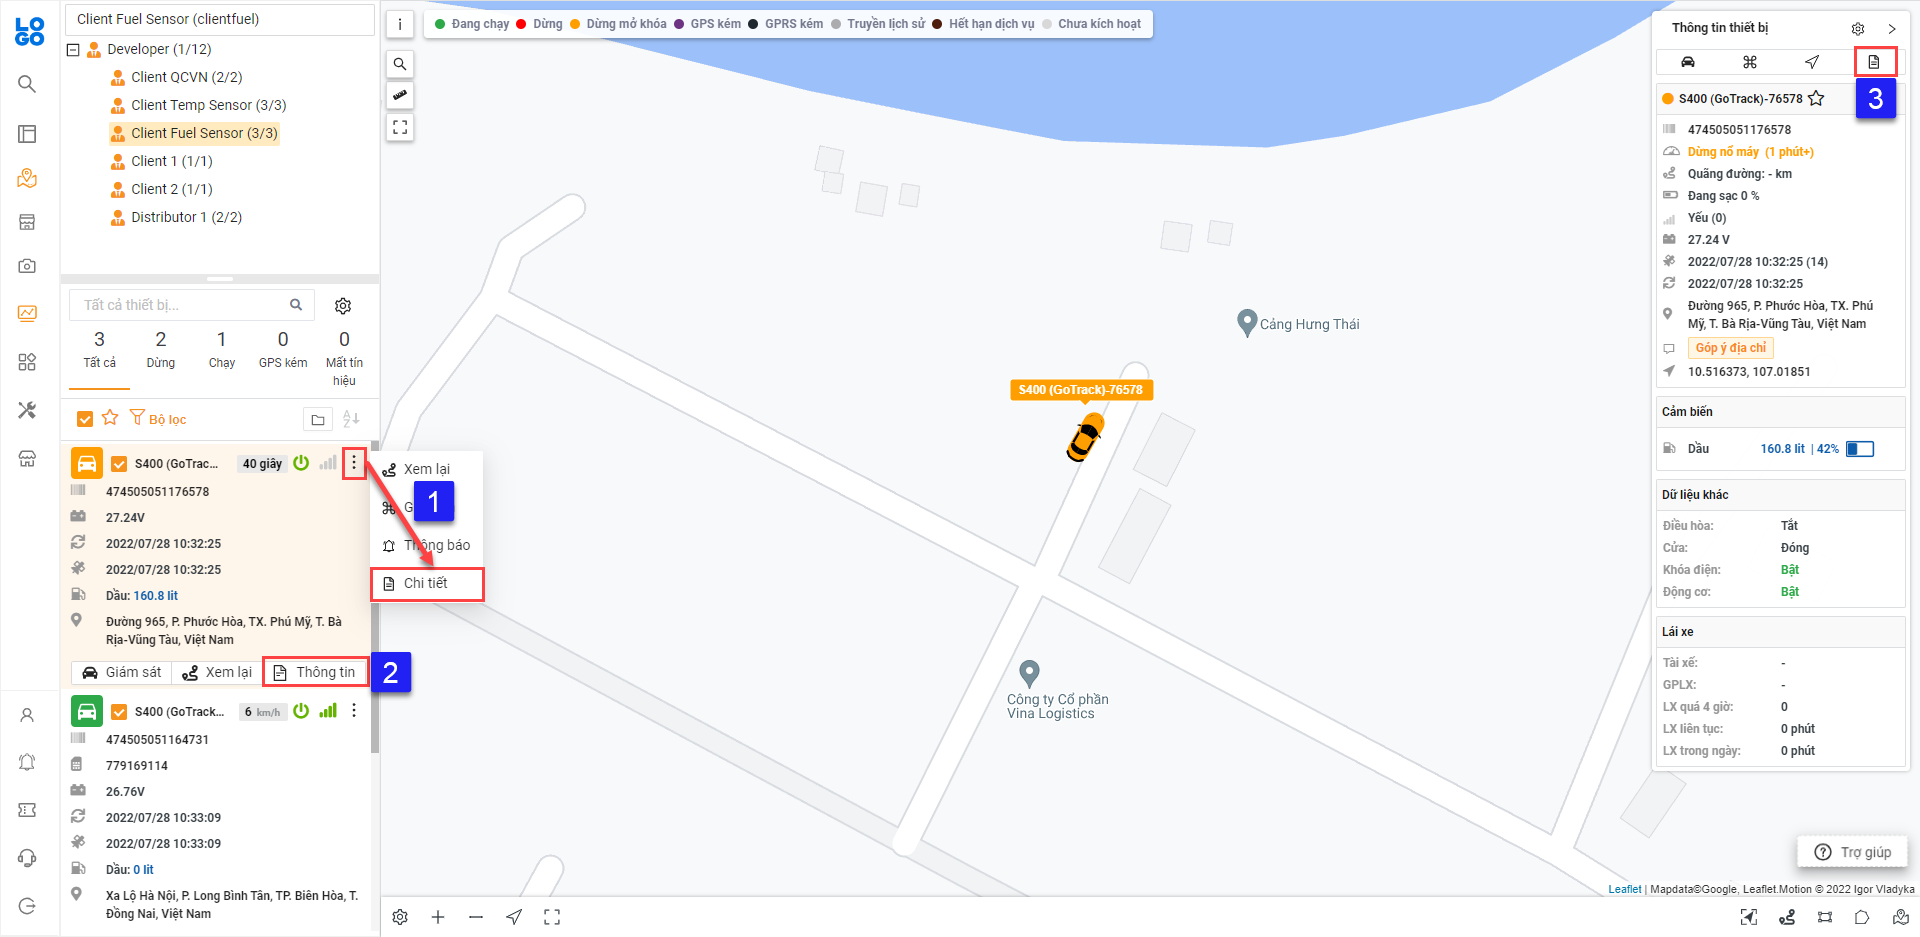 LO
GO
Client Fuel Sensor (clientfuel)
Developer (1/12)
Client QCVN (2/2)
Client Temp Sensor (3/3)
Client Fuel Sensor (3/3)
Client 1 (1/1)
Client 2 (1/1)
Distributor 1 (2/2)
Tất cả thiết bị...
3
Tất cả
2
Dừng
1
Chạy
0
GPS kém
0
Mất tín
hiệu
Bộ lọc
S400 (GoTrac... 40 giây
474505051176578
27.24V
2022/07/28 10:32:25
2022/07/28 10:32:25
Dầu: 160.8 lit
Đường 965, P. Phước Hòa, TX. Phú Mỹ, T. Bà
Rịa-Vũng Tàu, Việt Nam
Giám sát Xem lại Thông tin
2
S400 (GoTrack... 6 km/h
474505051164731
779169114
26.76V
2022/07/28 10:33:09
2022/07/28 10:33:09
Dầu: 0 lit
Xa Lộ Hà Nội, P. Long Bình Tân, TP. Biên Hòa, T.
Đồng Nai, Việt Nam
Xem lại
1
Thông báo
Chi tiết
i
Đang chạy Dừng Dừng mở khóa GPS kém GPRS kém Truyền lịch sử Hết hạn dịch vụ Chưa kích hoạt
Cảng Hưng Thái
S400 (GoTrack)-76578
Công ty Cổ phần
Vina Logistics
Thông tin thiết bị
3
S400 (GoTrack)-76578
474505051176578
Dừng nổ máy (1 phút+)
Quãng đường: - km
Đang sạc 0 %
Yếu (0)
27.24 V
2022/07/28 10:32:25 (14)
2022/07/28 10:32:25
Đường 965, P. Phước Hòa, TX. Phú
Mỹ, T. Bà Rịa-Vũng Tàu, Việt Nam
Góp ý địa chỉ
10.516373, 107.01851
Cảm biến
Dầu 160.8 lit | 42%
Dữ liệu khác
Điều hòa: Tắt
Cửa: Đóng
Khóa điện: Bật
Động cơ: Bật
Lái xe
Tài xế: -
GPLX: -
LX quá 4 giờ: 0
LX liên tục: 0 phút
LX trong ngày: 0 phút
Trợ giúp
Leaflet | Mapdata©Google, Leaflet.Motion © 2022 Igor Vladyka